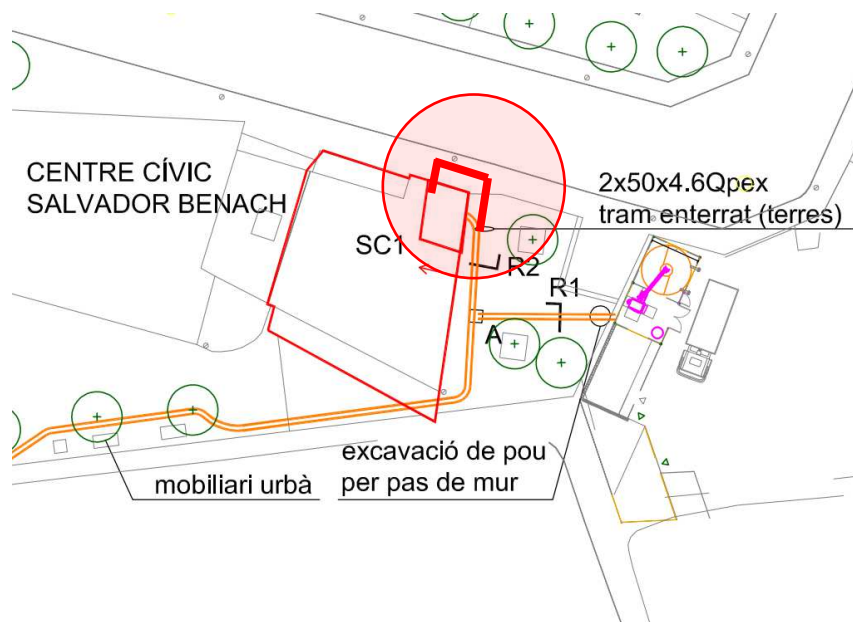 CENTRE CÍVIC
SALVADOR BENACH
2x50x4.6Qpex
tram enterrat (terres)
SC1
R2
R1
A
excavació de pou
per pas de mur
mobiliari urbà